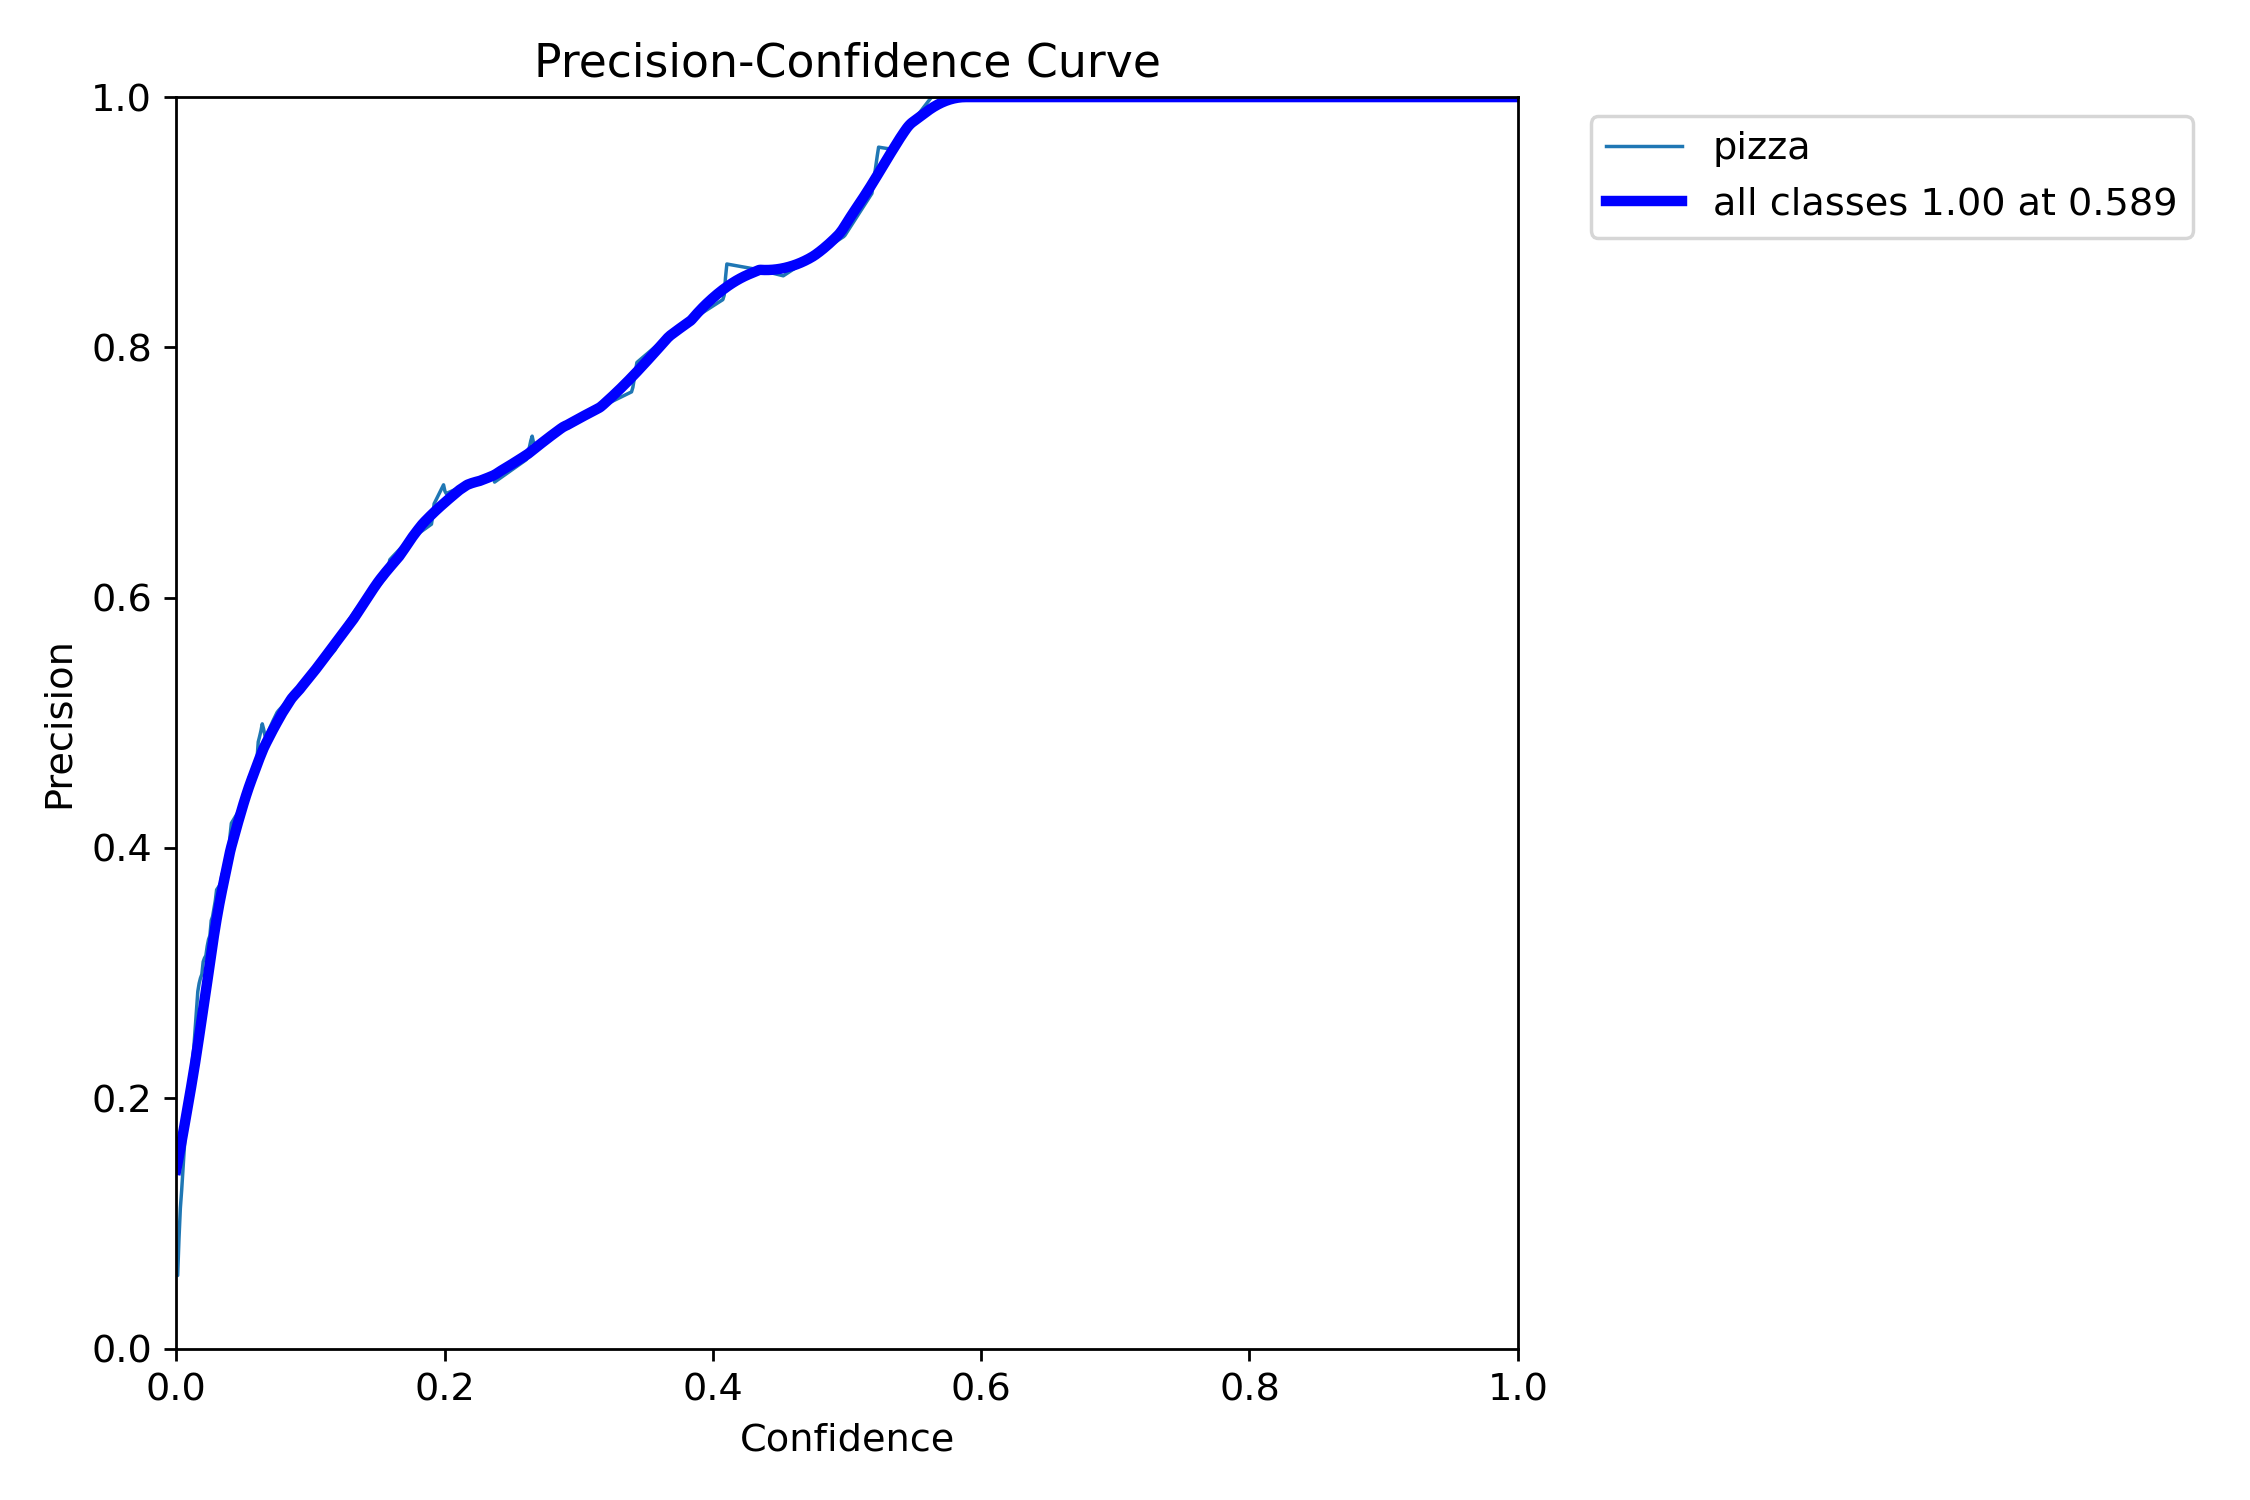 Precision-Confidence Curve
1.0
0.8
0.6
0.4
0.2
0.0
Precision
0.0 0.2 0.4 0.6 0.8 1.0
Confidence
pizza
all classes 1.00 at 0.589